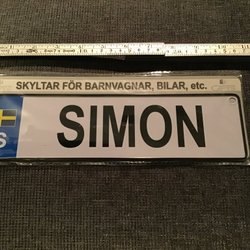 SKYLTAR FÖR BARNVAGNAR, BILAR, etc.
S SIMON